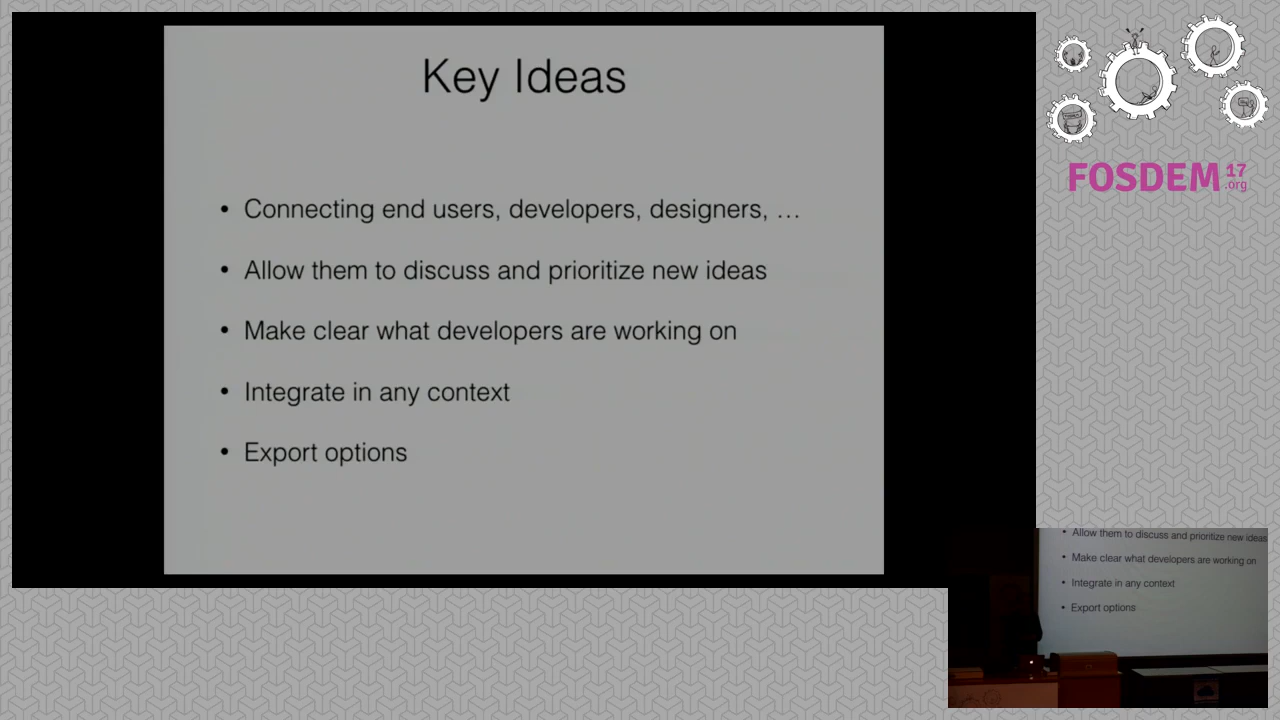 Key Ideas
• Connecting end users, developers, designers, …
• Allow them to discuss and prioritize new ideas
• Make clear what developers are working on
• Integrate in any context
• Export options
FOSDEM 17
.org
• Allow them to discuss and prioritize new ideas
• Make clear what developers are working on
• Integrate in any context
• Export options